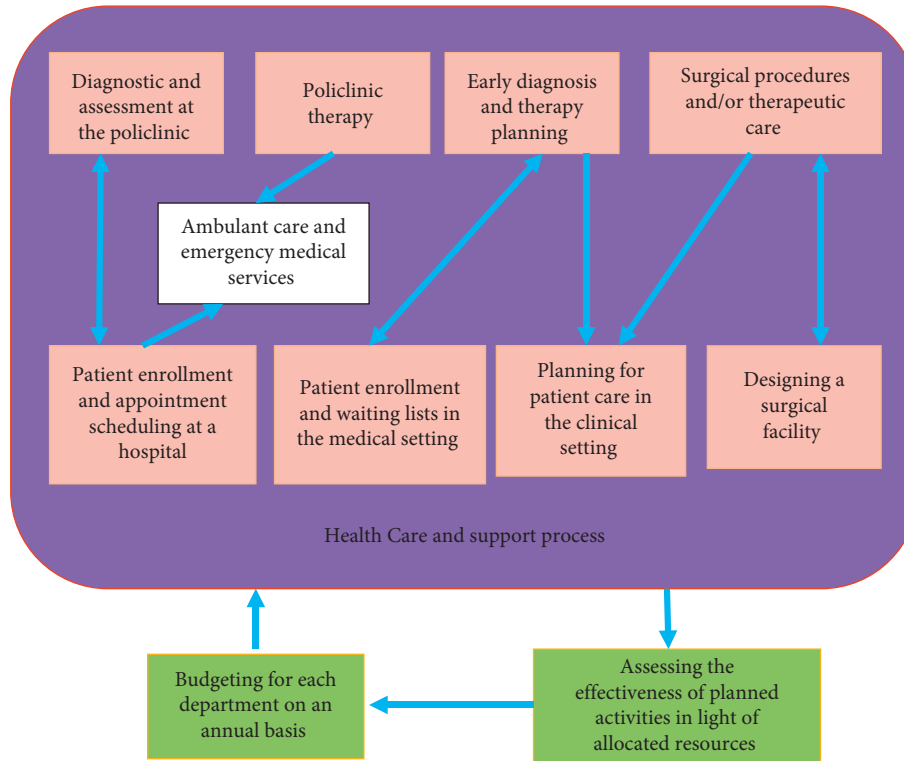 Diagnostic and
assessment at
the policlinic
Policlinic
therapy
Early diagnosis
and therapy
planning
Surgical procedures
and/or therapeutic
care
Ambulant care and
emergency medical
services
Patient enrollment
and appointment
scheduling at a
hospital
Patient enrollment
and waiting lists in
the medical setting
Planning for
patient care in
the clinical
setting
Designing a
surgical
facility
Health Care and support process
Budgeting for each
department on an
annual basis
Assessing the
effectiveness of planned
activities in light of
allocated resources